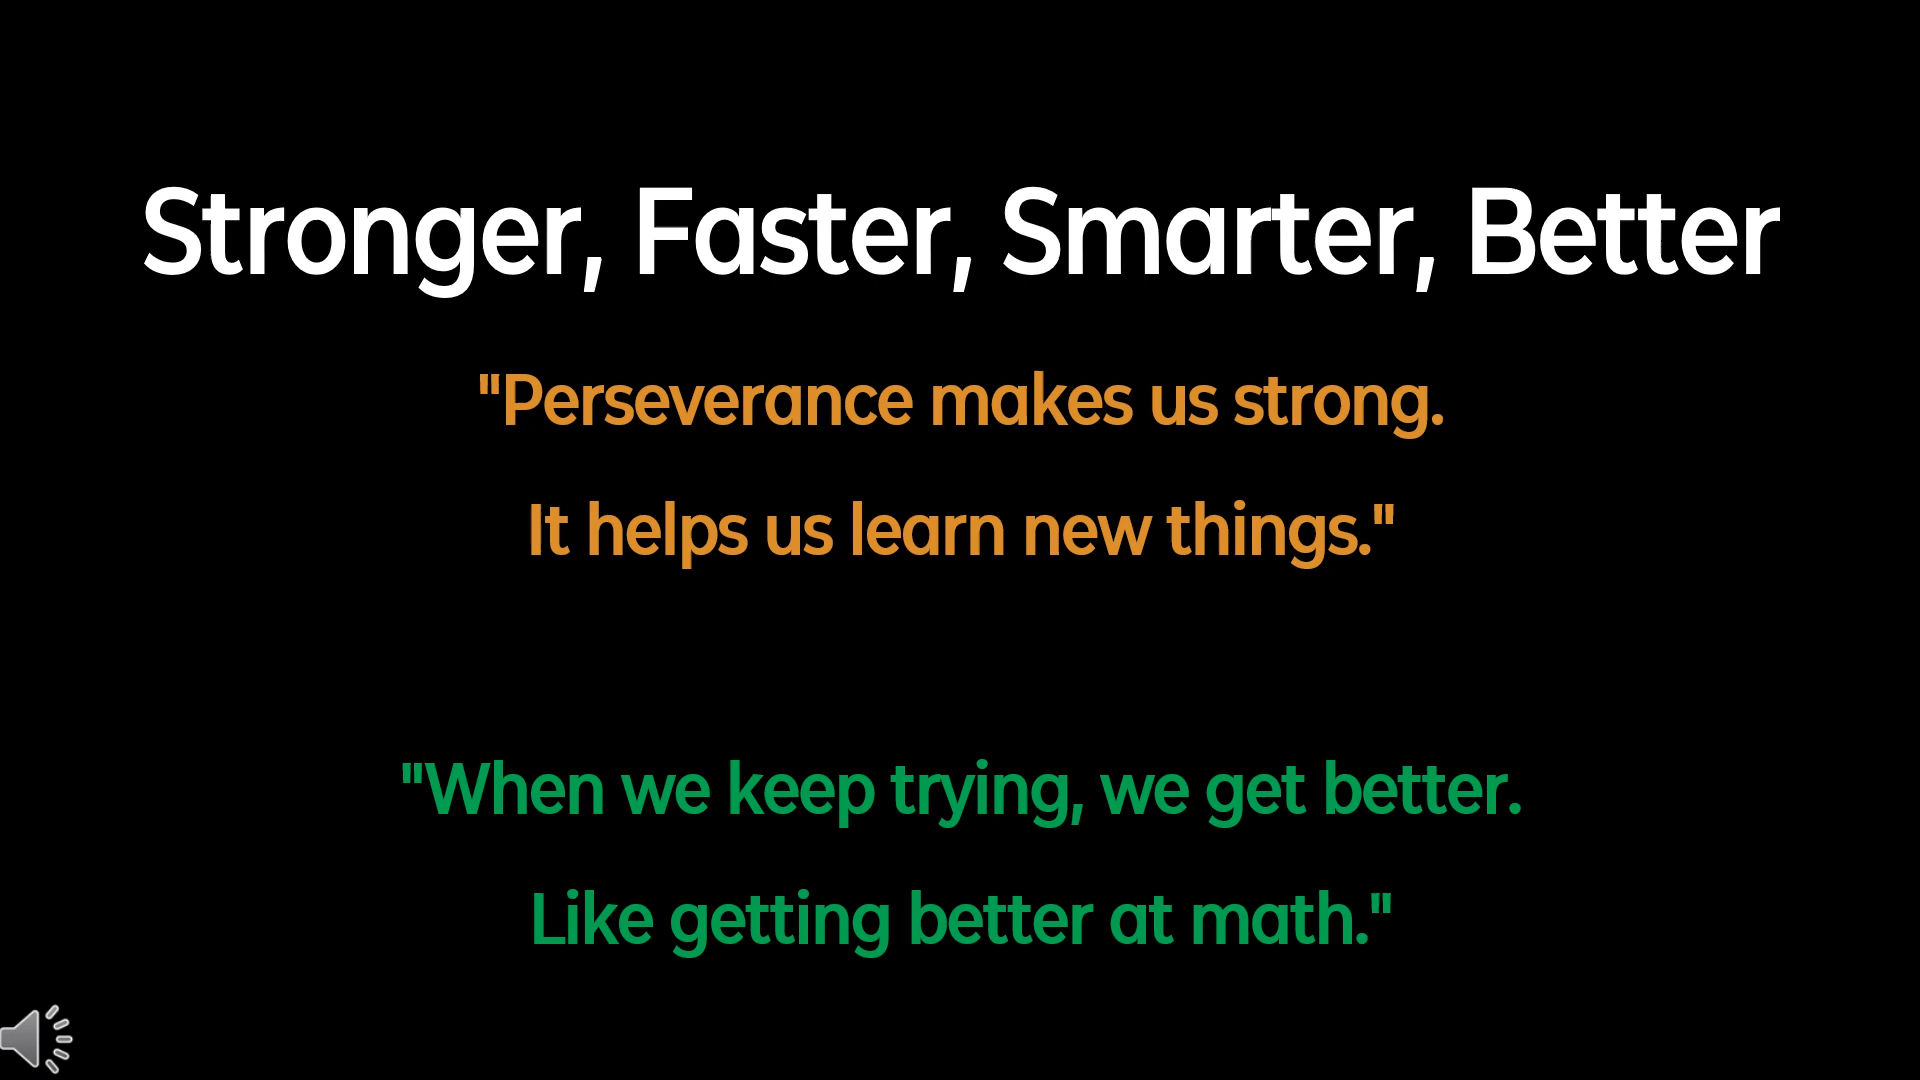 Stronger, Faster, Smarter, Better
"Perseverance makes us strong.
It helps us learn new things."
"When we keep trying, we get better.
Like getting better at math."